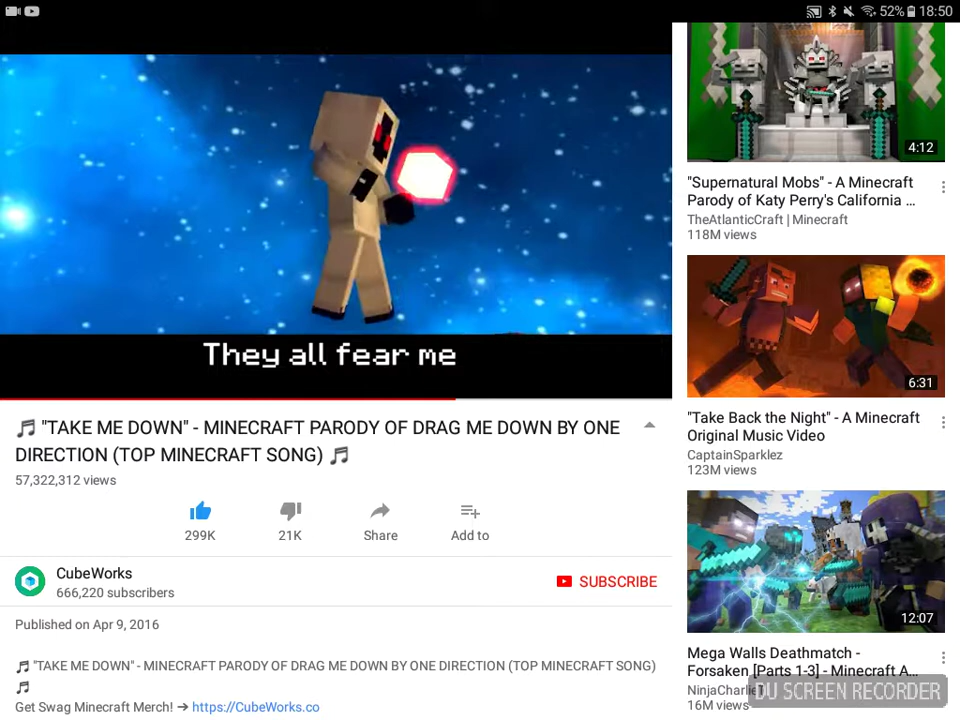 52% 18:50
They all fear me
🎵 "TAKE ME DOWN" - MINECRAFT PARODY OF DRAG ME DOWN BY ONE
DIRECTION (TOP MINECRAFT SONG) 🎵
57,322,312 views
299K
21K
Share
Add to
CubeWorks
666,220 subscribers
SUBSCRIBE
Published on Apr 9, 2016
🎵 "TAKE ME DOWN" - MINECRAFT PARODY OF DRAG ME DOWN BY ONE DIRECTION (TOP MINECRAFT SONG)
🎵
Get Swag Minecraft Merch! ➔ https://CubeWorks.co
4:12
"Supernatural Mobs" - A Minecraft
Parody of Katy Perry's California ...
TheAtlanticCraft | Minecraft
118M views
6:31
"Take Back the Night" - A Minecraft
Original Music Video
CaptainSparklez
123M views
12:07
Mega Walls Deathmatch -
Forsaken [Parts 1-3] - Minecraft A...
NinjaCharlieT
16M views
DU SCREEN RECORDER